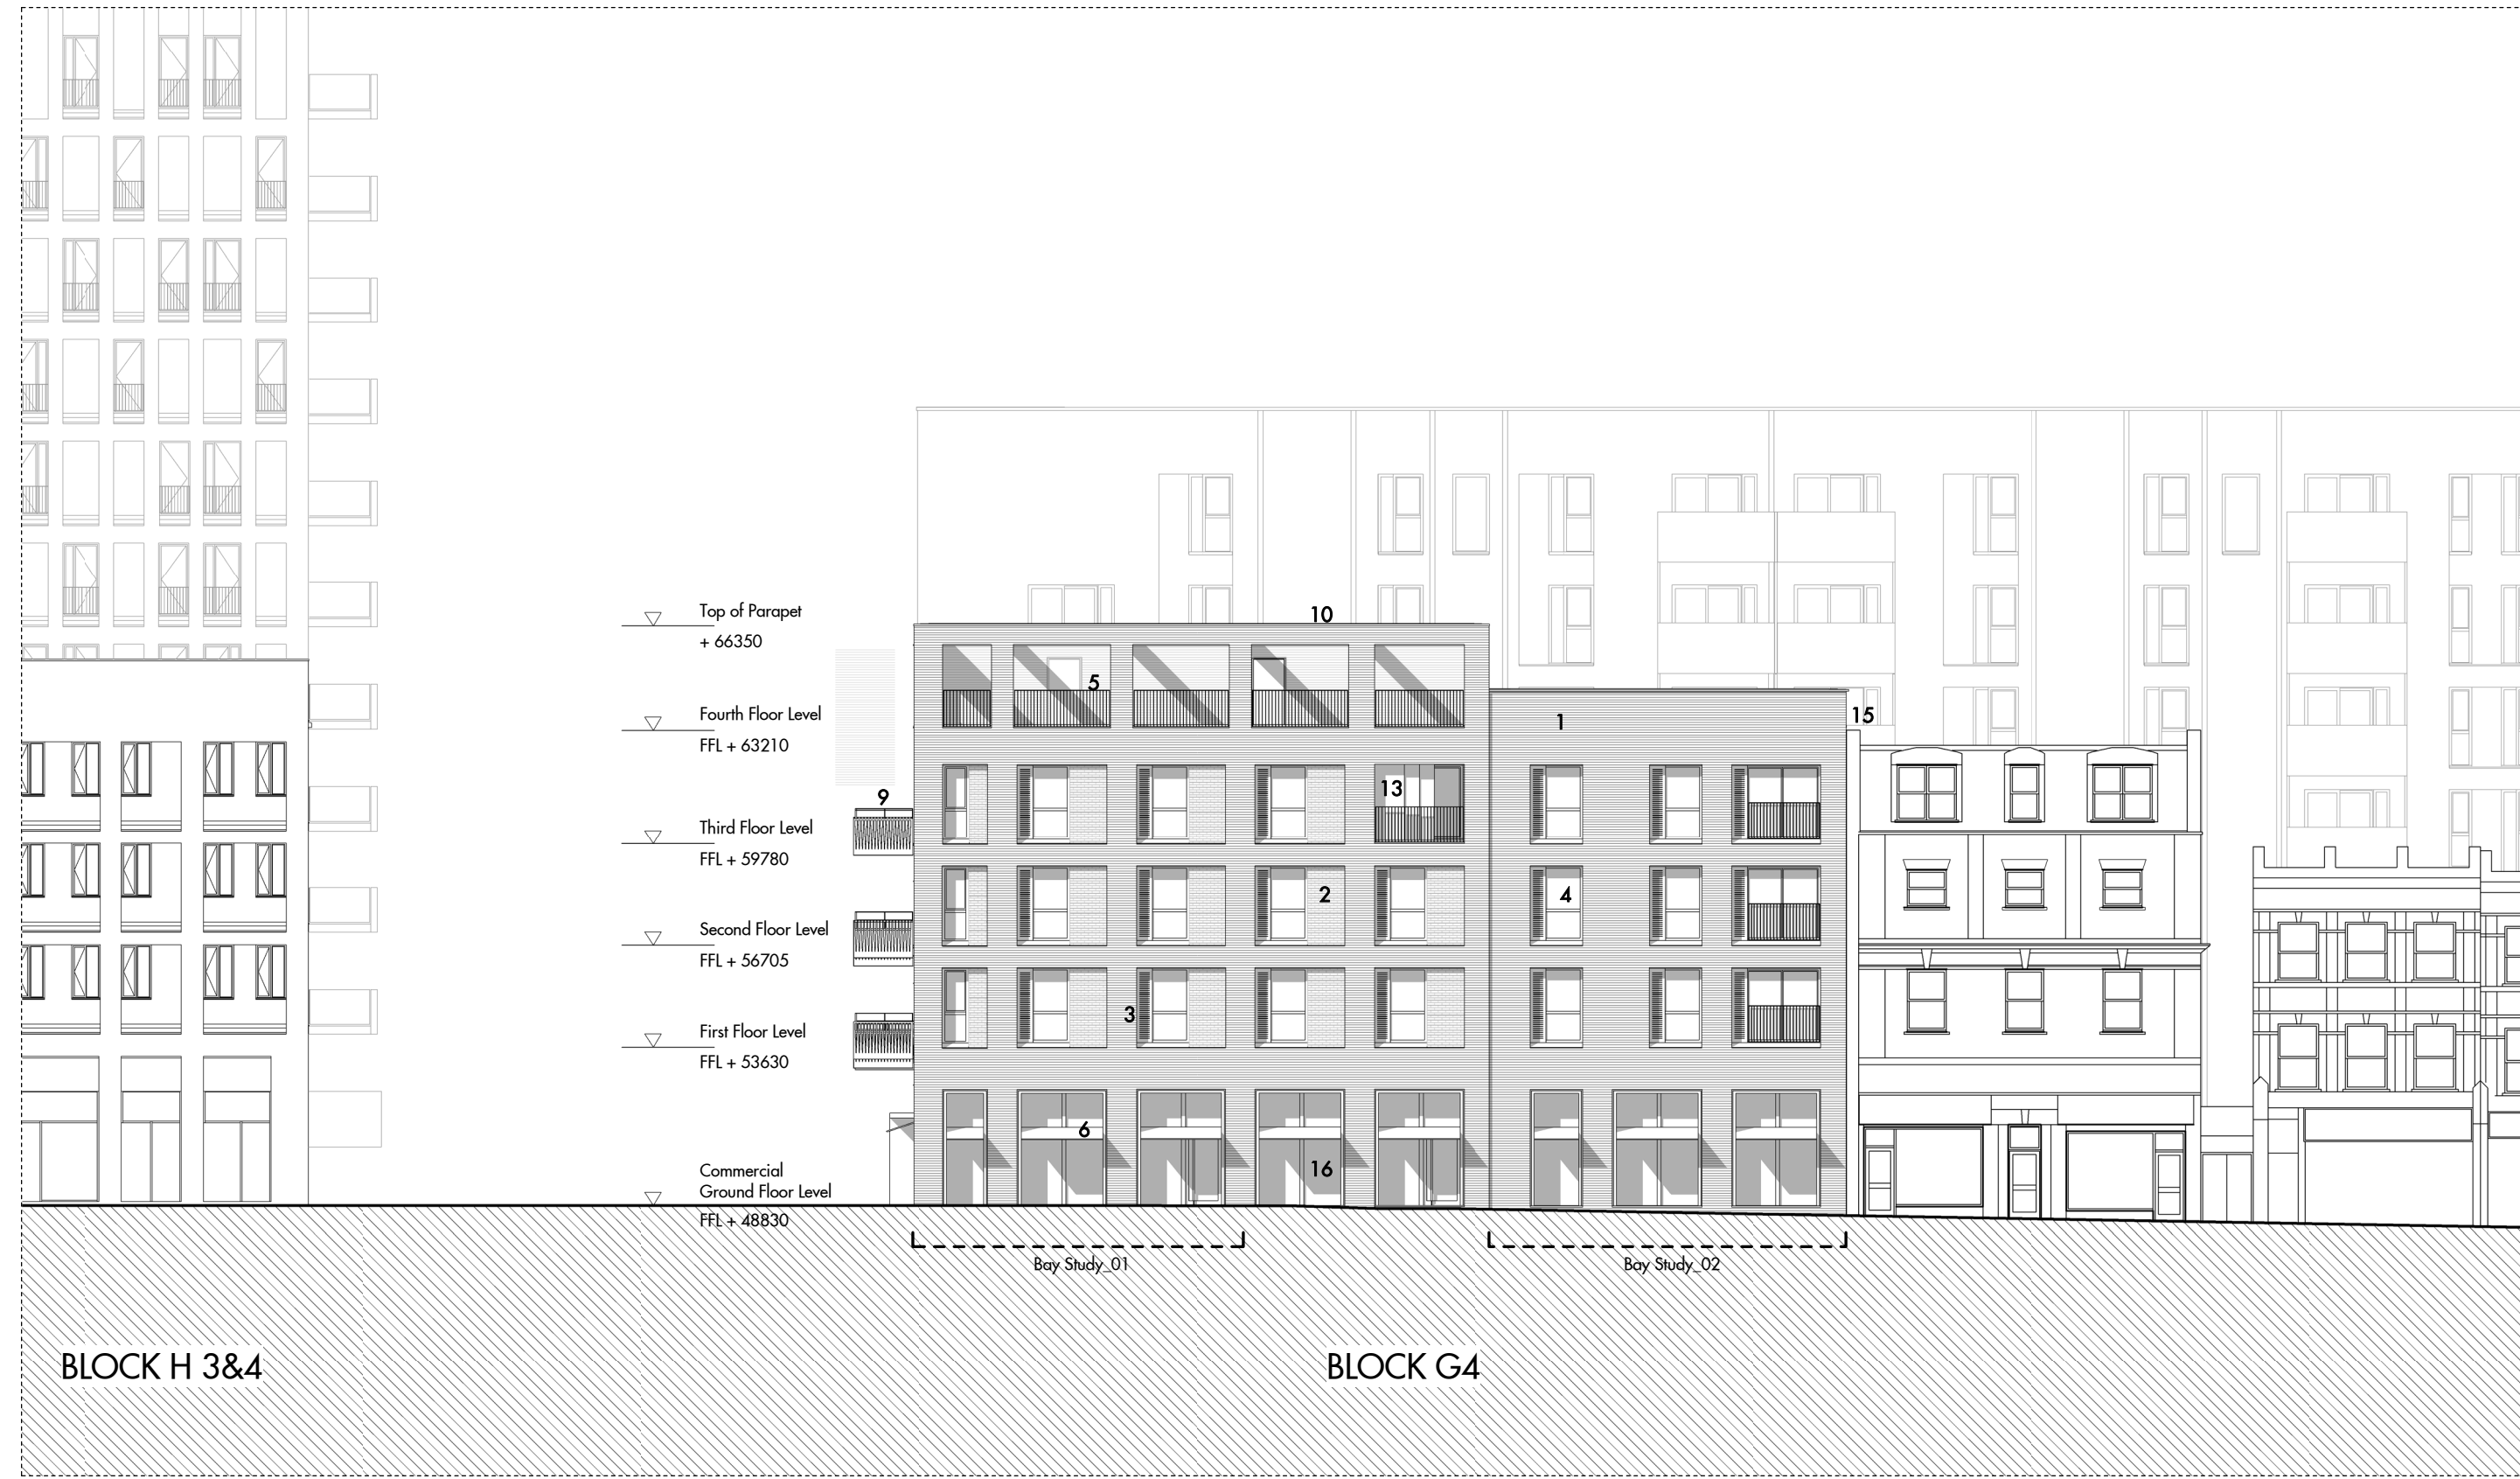 10
Top of Parapet
+ 66350
5
Fourth Floor Level
FFL + 63210
1
15
13
9
Third Floor Level
FFL + 59780
2
4
Second Floor Level
FFL + 56705
3
First Floor Level
FFL + 53630
6
16
Commercial
Ground Floor Level
FFL + 48830
Bay Study_01
Bay Study_02
BLOCK H 3&4
BLOCK G4